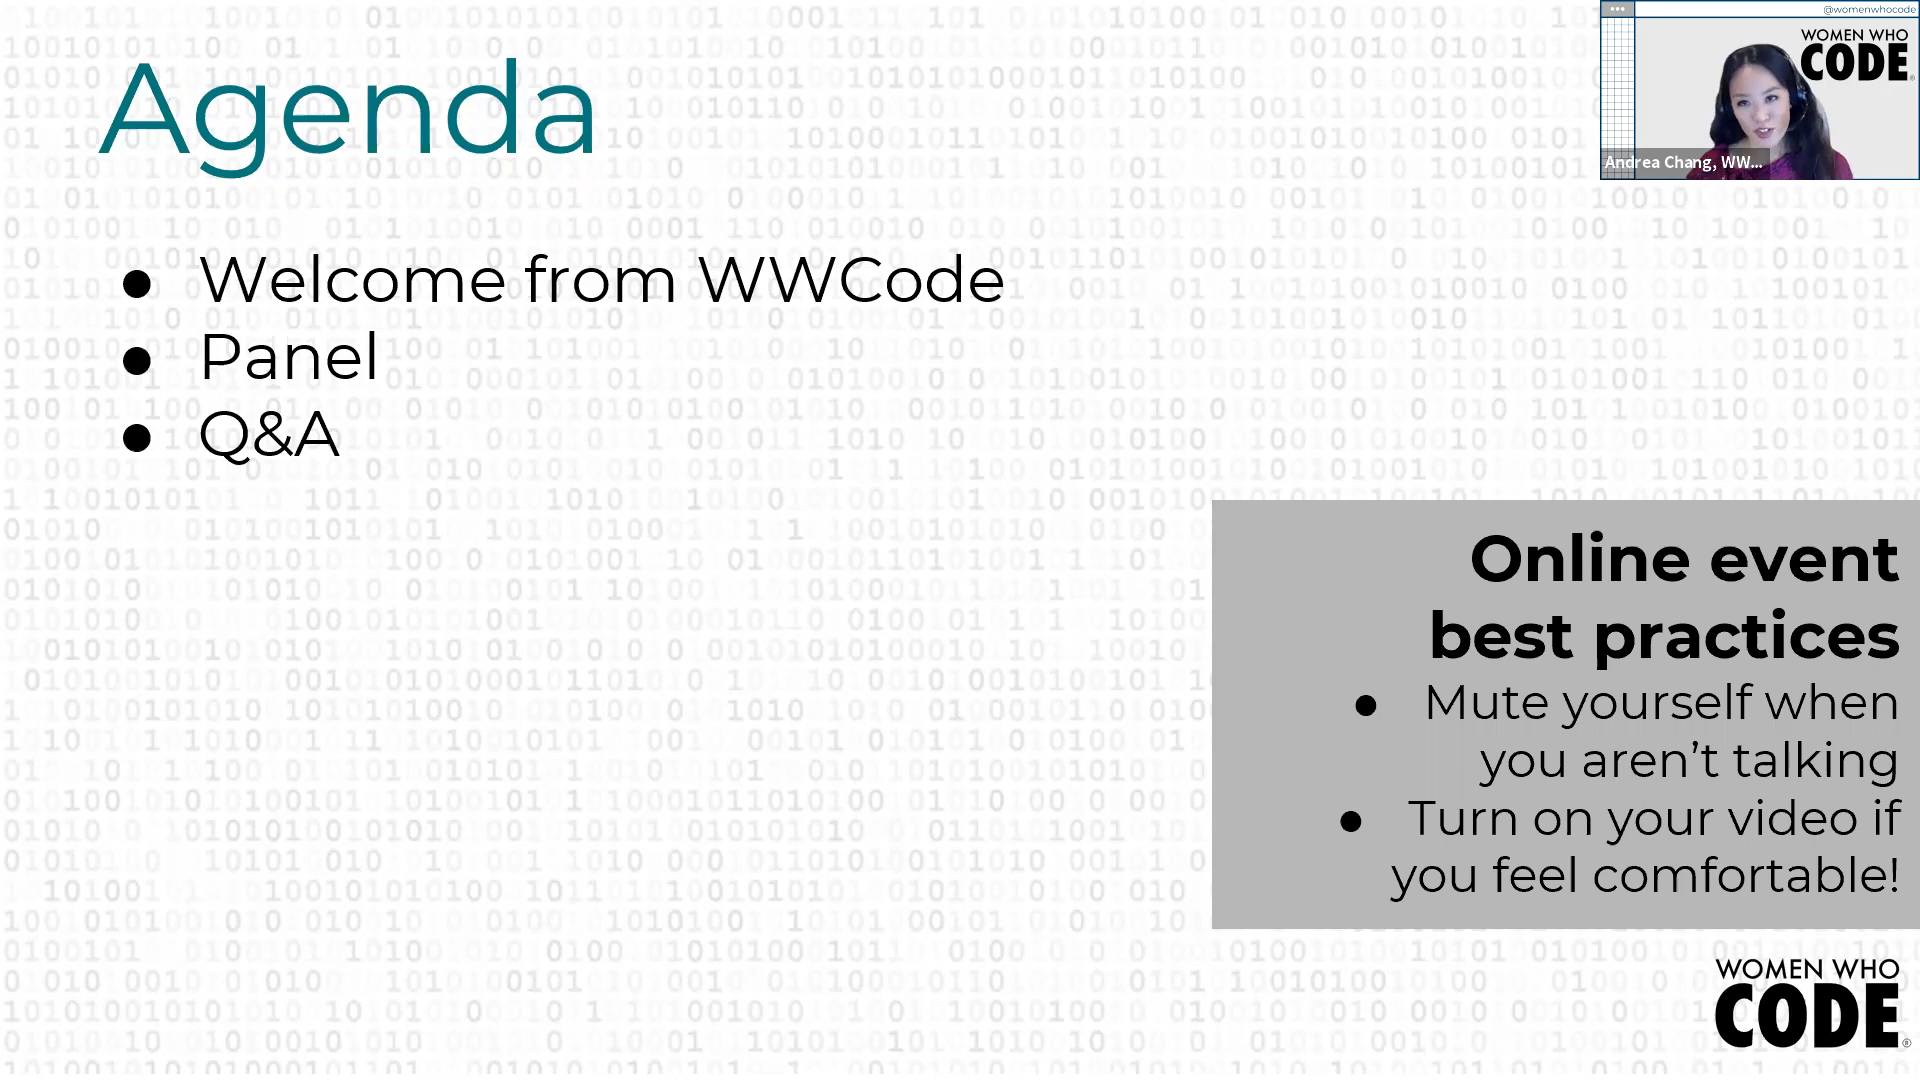 Agenda
● Welcome from WWCode
● Panel
● Q&A
@womenwhocode
WOMEN WHO
CODE
Andrea Chang, WW...
Online event
best practices
● Mute yourself when
you aren’t talking
● Turn on your video if
you feel comfortable!
WOMEN WHO
CODE®